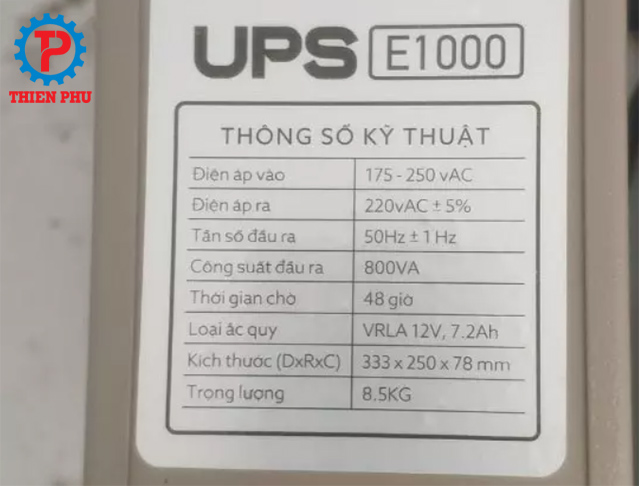 TP
THIEN PHU
UPS E1000
THÔNG SỐ KỸ THUẬT
Điện áp vào 175 - 250 vAC
Điện áp ra 220vAC ± 5%
Tần số đầu ra 50Hz ± 1 Hz
Công suất đầu ra 800VA
Thời gian chờ 48 giờ
Loại ắc quy VRLA 12V, 7.2Ah
Kích thước (DxRxC) 333 x 250 x 78 mm
Trọng lượng 8.5KG